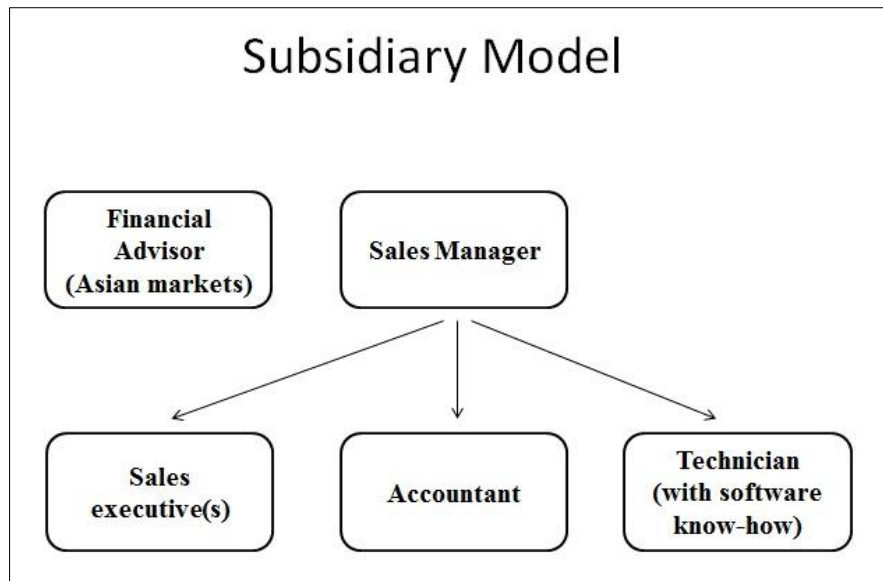 Subsidiary Model
Financial
Advisor
(Asian markets)
Sales Manager
Sales
executive(s)
Accountant
Technician
(with software
know-how)